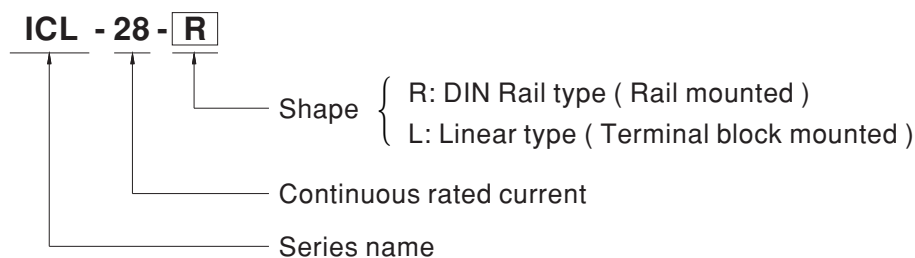 ICL - 28 - R
Shape
R: DIN Rail type ( Rail mounted )
L: Linear type ( Terminal block mounted )
Continuous rated current
Series name